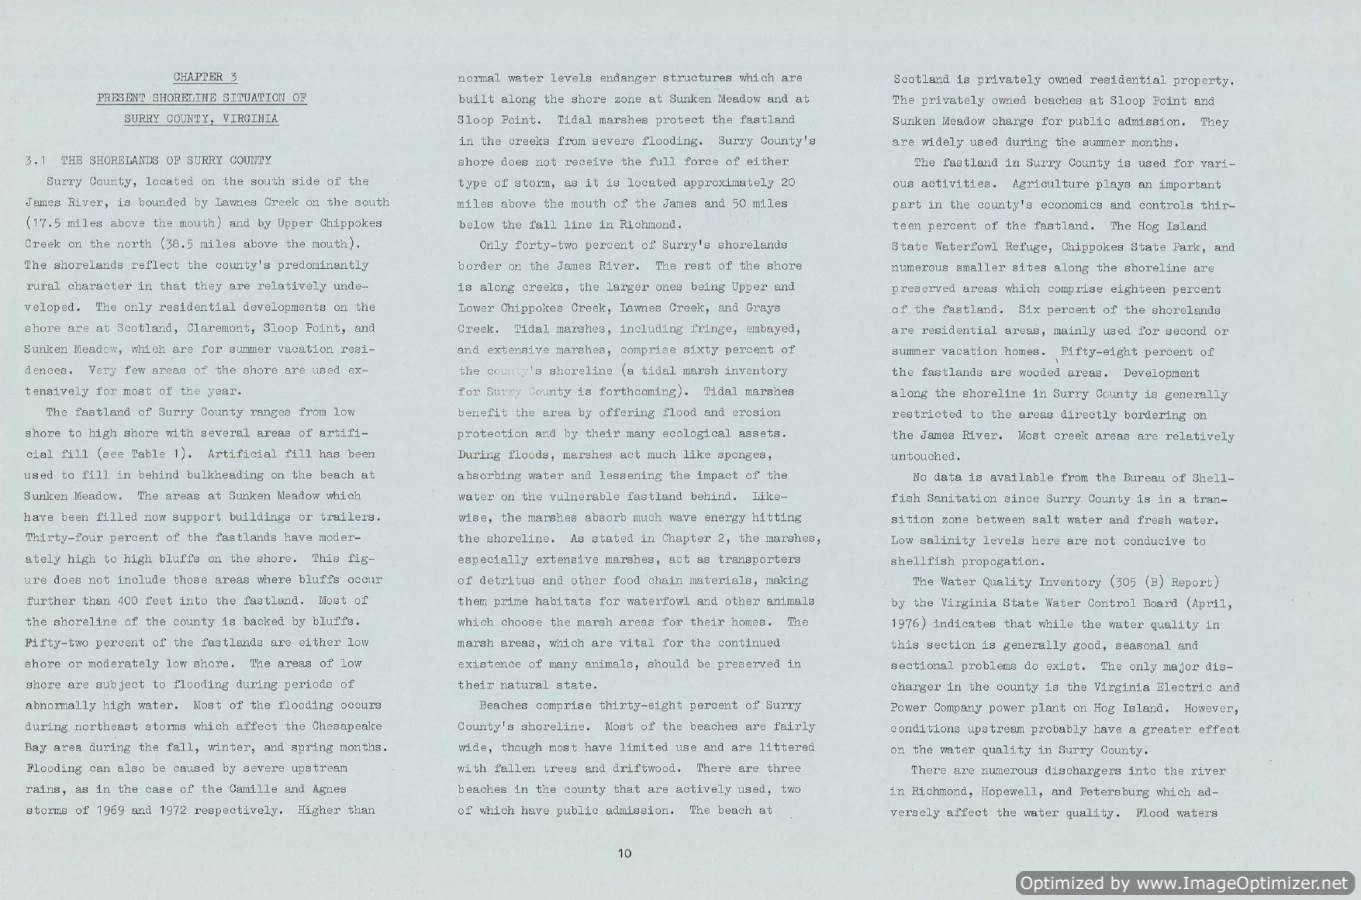 CHAPTER 3
PRESENT SHORELINE SITUATION OF
SURRY COUNTY, VIRGINIA
3.1 THE SHORELANDS OF SURRY COUNTY
Surry County, located on the south side of the
James River, is bounded by Lawnes Creek on the south
(17.5 miles above the mouth) and by Upper Chippokes
Creek on the north (38.5 miles above the mouth).
The shorelands reflect the county's predominantly
rural character in that they are relatively unde-
veloped. The only residential developments on the
shore are at Scotland, Claremont, Sloop Point, and
Sunken Meadow, which are for summer vacation resi-
dences. Very few areas of the shore are used ex-
tensively for most of the year.
The fastland of Surry County ranges from low
shore to high shore with several areas of artifi-
cial fill (see Table 1). Artificial fill has been
used to fill in behind bulkheading on the beach at
Sunken Meadow. The areas at Sunken Meadow which
have been filled now support buildings or trailers.
Thirty-four percent of the fastlands have moder-
ately high to high bluffs on the shore. This fig-
ure does not include those areas where bluffs occur
further than 400 feet into the fastland. Most of
the shoreline of the county is backed by bluffs.
Fifty-two percent of the fastlands are either low
shore or moderately low shore. The areas of low
shore are subject to flooding during periods of
abnormally high water. Most of the flooding occurs
during northeast storms which affect the Chesapeake
Bay area during the fall, winter, and spring months.
Flooding can also be caused by severe upstream
rains, as in the case of the Camille and Agnes
storms of 1969 and 1972 respectively. Higher than
normal water levels endanger structures which are
built along the shore zone at Sunken Meadow and at
Sloop Point. Tidal marshes protect the fastland
in the creeks from severe flooding. Surry County's
shore does not receive the full force of either
type of storm, as it is located approximately 20
miles above the mouth of the James and 50 miles
below the fall line in Richmond.
Only forty-two percent of Surry's shorelands
border on the James River. The rest of the shore
is along creeks, the larger ones being Upper and
Lower Chippokes Creek, Lawnes Creek, and Grays
Creek. Tidal marshes, including fringe, embayed,
and extensive marshes, comprise sixty percent of
the county's shoreline (a tidal marsh inventory
for Surry County is forthcoming). Tidal marshes
benefit the area by offering flood and erosion
protection and by their many ecological assets.
During floods, marshes act much like sponges,
absorbing water and lessening the impact of the
water on the vulnerable fastland behind. Like-
wise, the marshes absorb much wave energy hitting
the shoreline. As stated in Chapter 2, the marshes,
especially extensive marshes, act as transporters
of detritus and other food chain materials, making
them prime habitats for waterfowl and other animals
which choose the marsh areas for their homes. The
marsh areas, which are vital for the continued
existence of many animals, should be preserved in
their natural state.
Beaches comprise thirty-eight percent of Surry
County's shoreline. Most of the beaches are fairly
wide, though most have limited use and are littered
with fallen trees and driftwood. There are three
beaches in the county that are actively used, two
of which have public admission. The beach at
Scotland is privately owned residential property.
The privately owned beaches at Sloop Point and
Sunken Meadow charge for public admission. They
are widely used during the summer months.
The fastland in Surry County is used for vari-
ous activities. Agriculture plays an important
part in the county's economics and controls thir-
teen percent of the fastland. The Hog Island
State Waterfowl Refuge, Chippokes State Park, and
numerous smaller sites along the shoreline are
preserved areas which comprise eighteen percent
of the fastland. Six percent of the shorelands
are residential areas, mainly used for second or
summer vacation homes. Fifty-eight percent of
the fastlands are wooded areas. Development
along the shoreline in Surry County is generally
restricted to the areas directly bordering on
the James River. Most creek areas are relatively
untouched.
No data is available from the Bureau of Shell-
fish Sanitation since Surry County is in a tran-
sition zone between salt water and fresh water.
Low salinity levels here are not conducive to
shellfish propogation.
The Water Quality Inventory (305 (B) Report)
by the Virginia State Water Control Board (April,
1976) indicates that while the water quality in
this section is generally good, seasonal and
sectional problems do exist. The only major dis-
charger in the county is the Virginia Electric and
Power Company power plant on Hog Island. However,
conditions upstream probably have a greater effect
on the water quality in Surry County.
There are numerous dischargers into the river
in Richmond, Hopewell, and Petersburg which ad-
versely affect the water quality. Flood waters
10
Optimized by www.ImageOptimizer.net